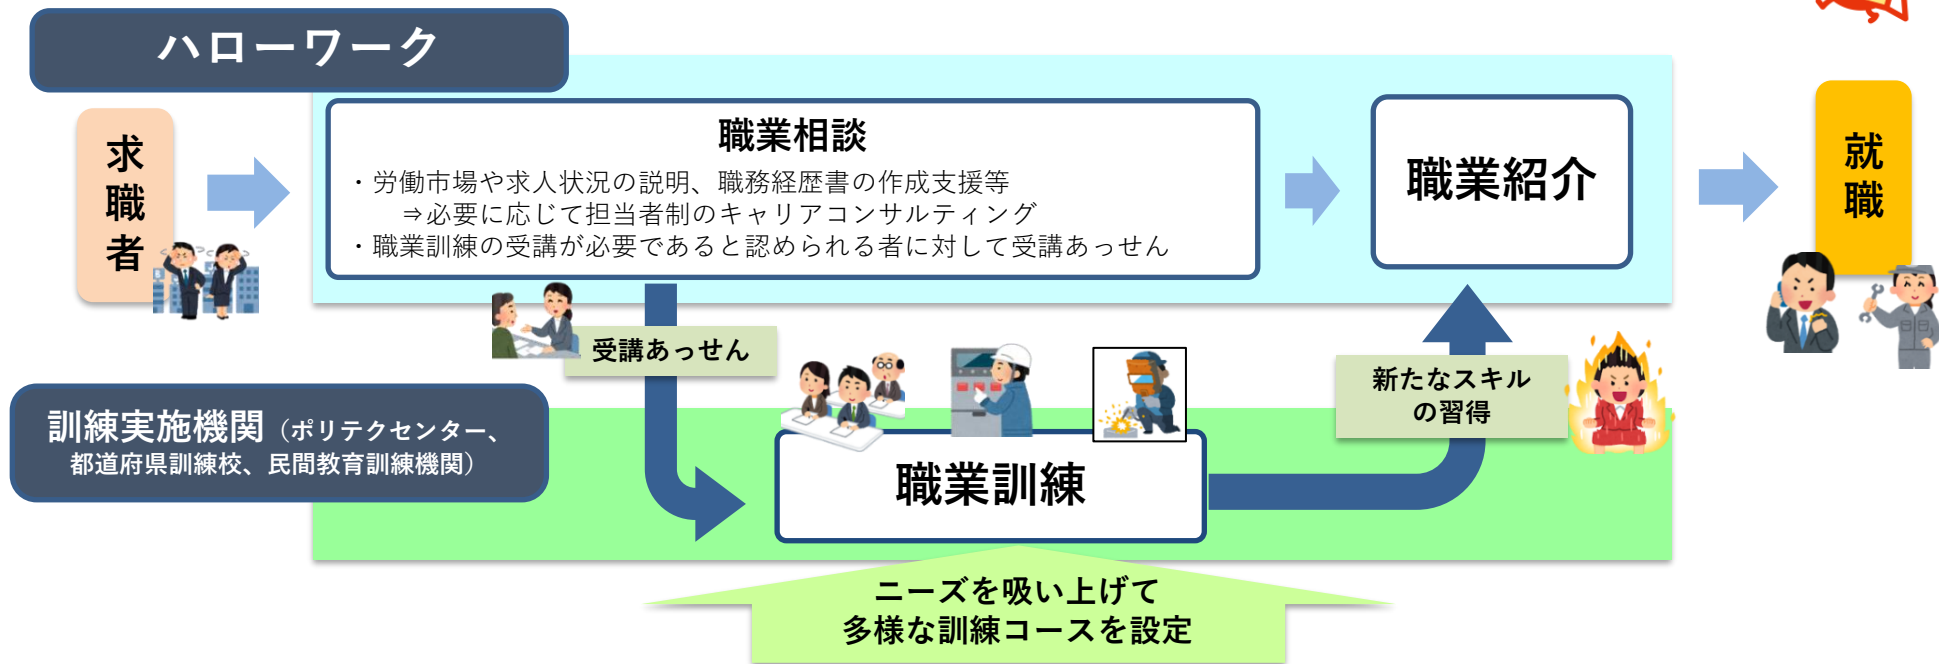 ハローワーク
求職者
職業相談
・労働市場や求人状況の説明、職務経歴書の作成支援等
⇒必要に応じて担当者制のキャリアコンサルティング
・職業訓練の受講が必要であると認められる者に対して受講あっせん
職業紹介
就職
受講あっせん
新たなスキル
の習得
訓練実施機関（ポリテクセンター、
都道府県訓練校、民間教育訓練機関）
職業訓練
ニーズを吸い上げて
多様な訓練コースを設定